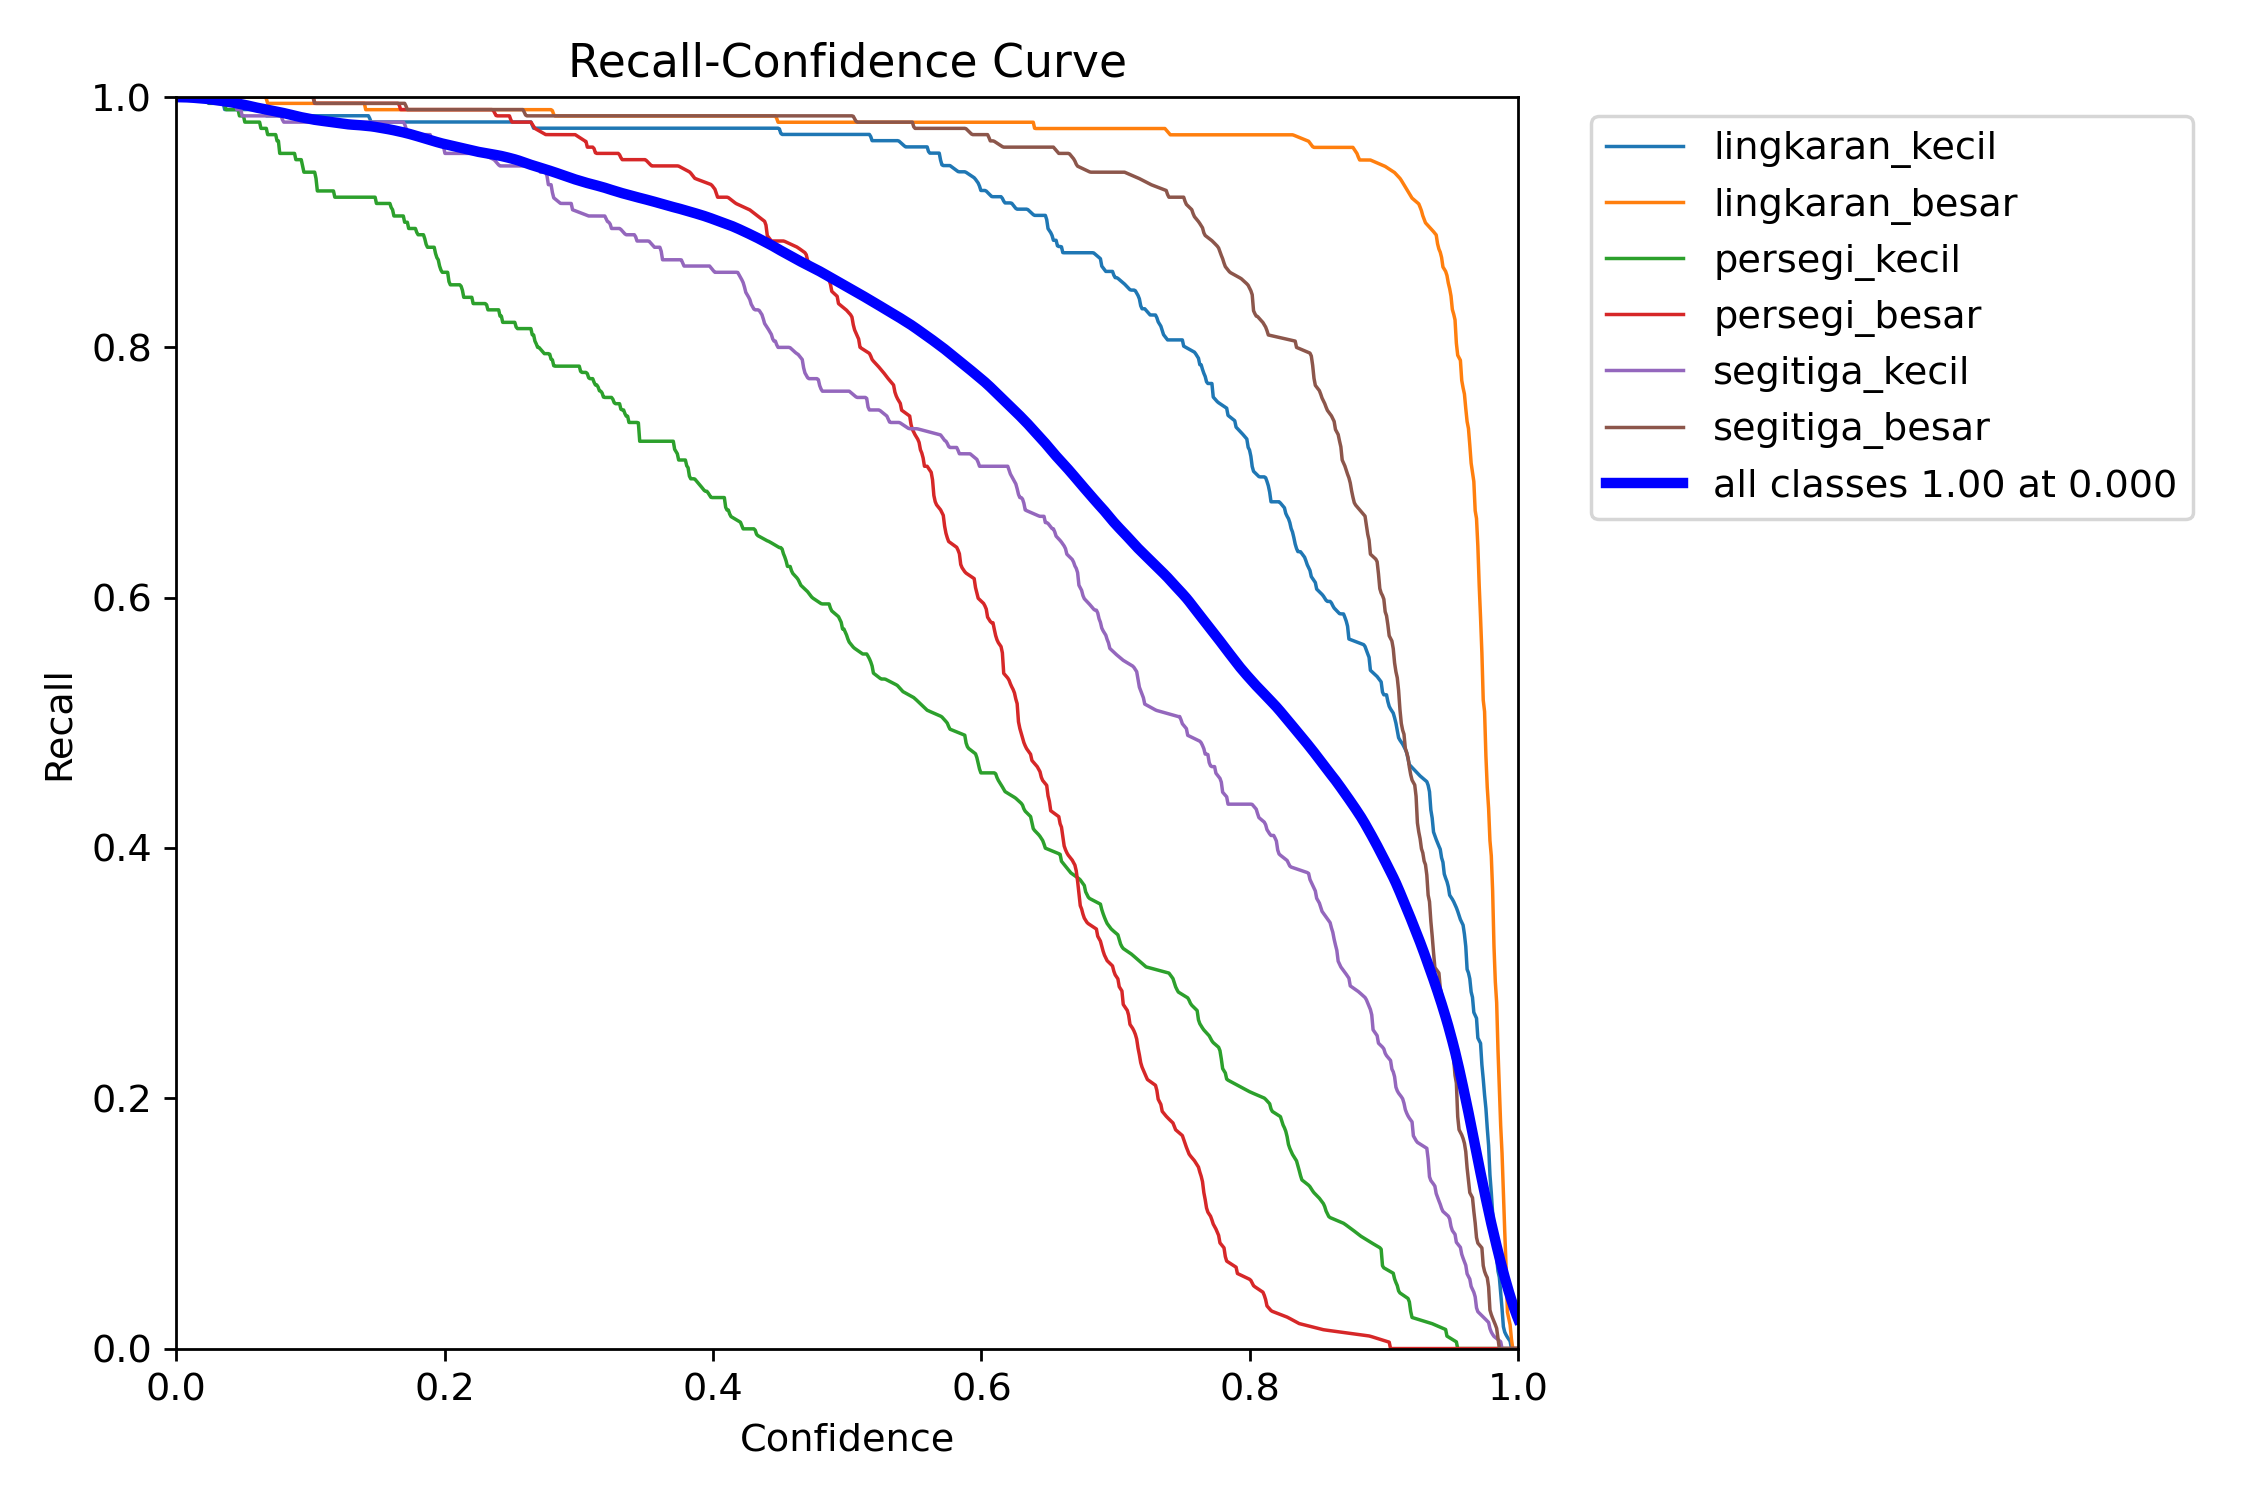 Recall-Confidence Curve
1.0
0.8
0.6
0.4
0.2
0.0
Recall
0.0 0.2 0.4 0.6 0.8 1.0
Confidence
lingkaran_kecil
lingkaran_besar
persegi_kecil
persegi_besar
segitiga_kecil
segitiga_besar
all classes 1.00 at 0.000